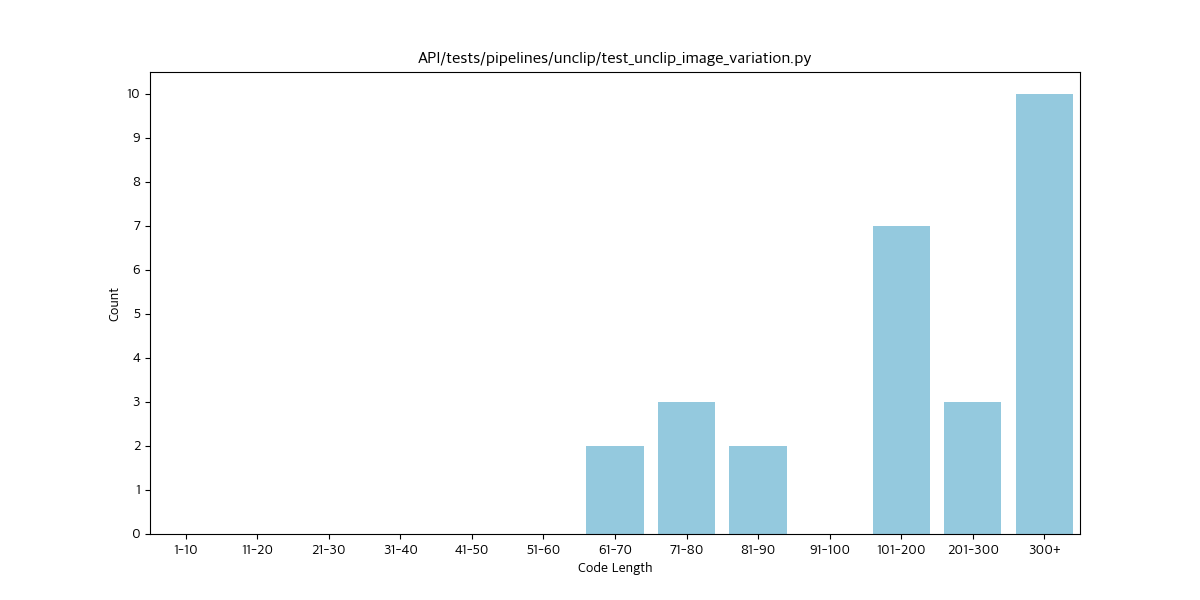 API/tests/pipelines/unclip/test_unclip_image_variation.py
10
9
8
7
6
5
4
3
2
1
0
Count
1-10 11-20 21-30 31-40 41-50 51-60 61-70 71-80 81-90 91-100 101-200 201-300 300+
Code Length